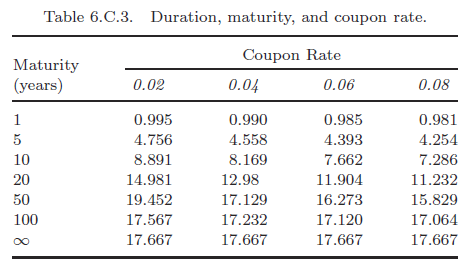 Table 6.C.3. Duration, maturity, and coupon rate.
Coupon Rate
Maturity
(years) 0.02 0.04 0.06 0.08
1 0.995 0.990 0.985 0.981
5 4.756 4.558 4.393 4.254
10 8.891 8.169 7.662 7.286
20 14.981 12.98 11.904 11.232
50 19.452 17.129 16.273 15.829
100 17.567 17.232 17.120 17.064
∞ 17.667 17.667 17.667 17.667